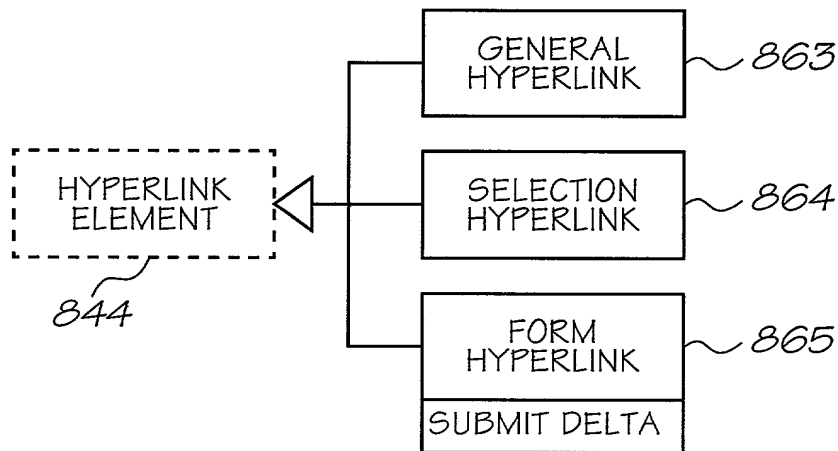 GENERAL
HYPERLINK
863
HYPERLINK
ELEMENT
844
SELECTION
HYPERLINK
864
FORM
HYPERLINK
865
SUBMIT DELTA